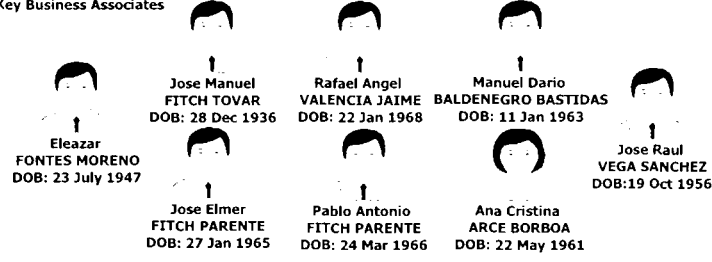 Key Business Associates
Jose Manuel
FITCH TOVAR
DOB: 28 Dec 1936
Rafael Angel
VALENCIA JAIME
DOB: 22 Jan 1968
Manuel Dario
BALDENEGRO BASTIDAS
DOB: 11 Jan 1963
Eleazar
FONTES MORENO
DOB: 23 July 1947
Jose Raul
VEGA SANCHEZ
DOB:19 Oct 1956
Jose Elmer
FITCH PARENTE
DOB: 27 Jan 1965
Pablo Antonio
FITCH PARENTE
DOB: 24 Mar 1966
Ana Cristina
ARCE BORBOA
DOB: 22 May 1961